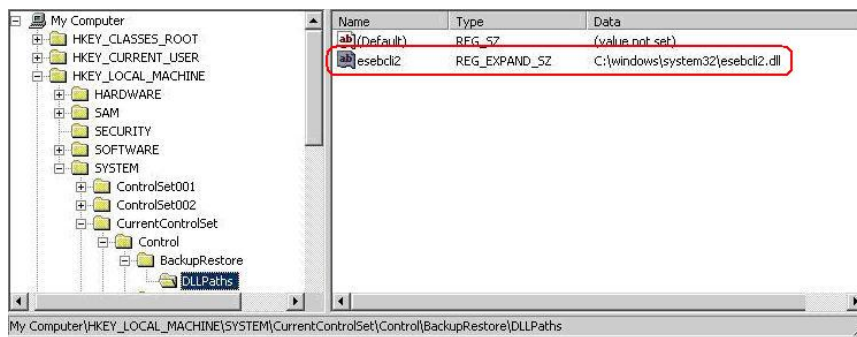 My Computer
HKEY_CLASSES_ROOT
HKEY_CURRENT_USER
HKEY_LOCAL_MACHINE
HARDWARE
SAM
SECURITY
SOFTWARE
SYSTEM
ControlSet001
ControlSet002
CurrentControlSet
Control
BackupRestore
DLLPaths
Name Type Data
ab (Default) REG_SZ (value not set)
ab esebcli2 REG_EXPAND_SZ C:\windows\system32\esebcli2.dll
My Computer\HKEY_LOCAL_MACHINE\SYSTEM\CurrentControlSet\Control\BackupRestore\DLLPaths